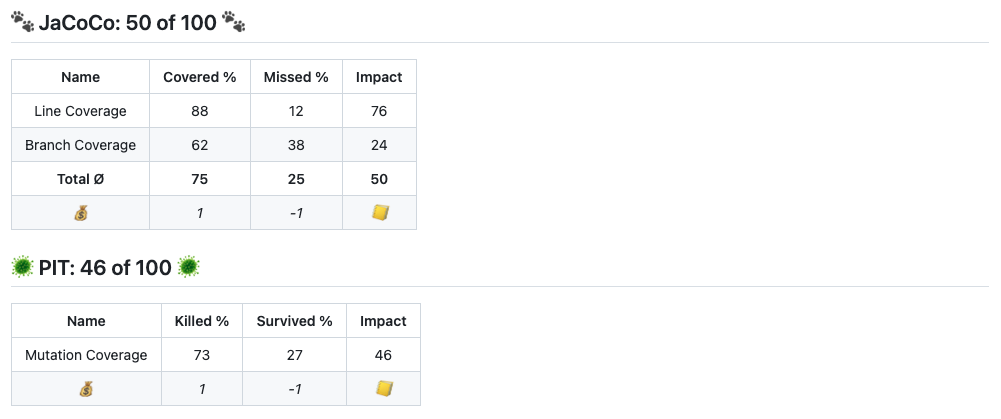 🐾 JaCoCo: 50 of 100 🐾
Name Covered % Missed % Impact
Line Coverage 88 12 76
Branch Coverage 62 38 24
Total Ø 75 25 50
💰 1 -1 🟨
🦠 PIT: 46 of 100 🦠
Name Killed % Survived % Impact
Mutation Coverage 73 27 46
💰 1 -1 🟨